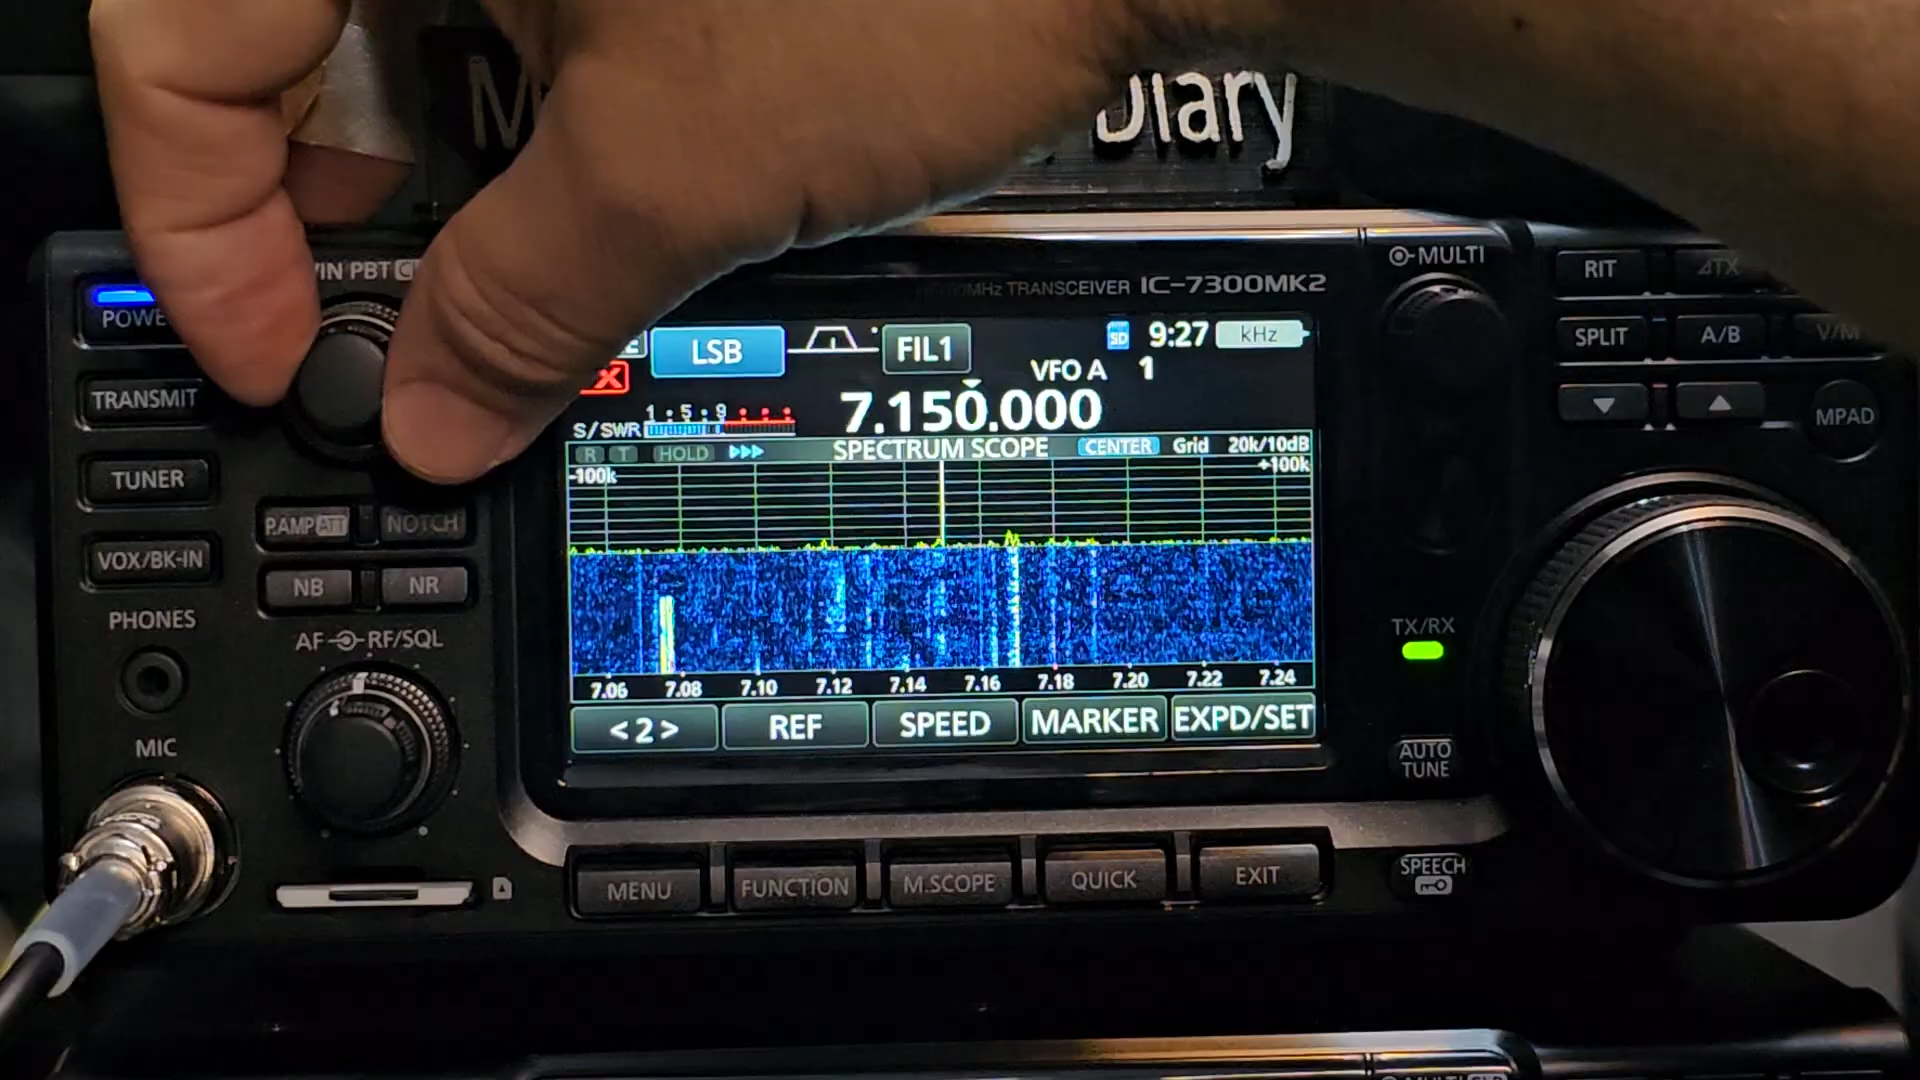 Diary
PBT
MULTI
TRANSCEIVER IC-7300MK2
RIT
POWE
LSB
FIL1
SD
9:27
kHz
SPLIT
A/B
V/M
VFO A
1
TRANSMIT
7.150.000
1 5 9
S/SWR
MPAD
R T HOLD SPECTRUM SCOPE CENTER Grid 20k/10dB
-100k
+100k
TUNER
P.AMP ATT
NOTCH
VOX/BK-IN
NB
NR
PHONES
AF RF/SQL
TX/RX
7.06 7.08 7.10 7.12 7.14 7.16 7.18 7.20 7.22 7.24
<2>
REF
SPEED
MARKER
EXPD/SET
MIC
AUTO
TUNE
MENU
FUNCTION
M.SCOPE
QUICK
EXIT
SPEECH